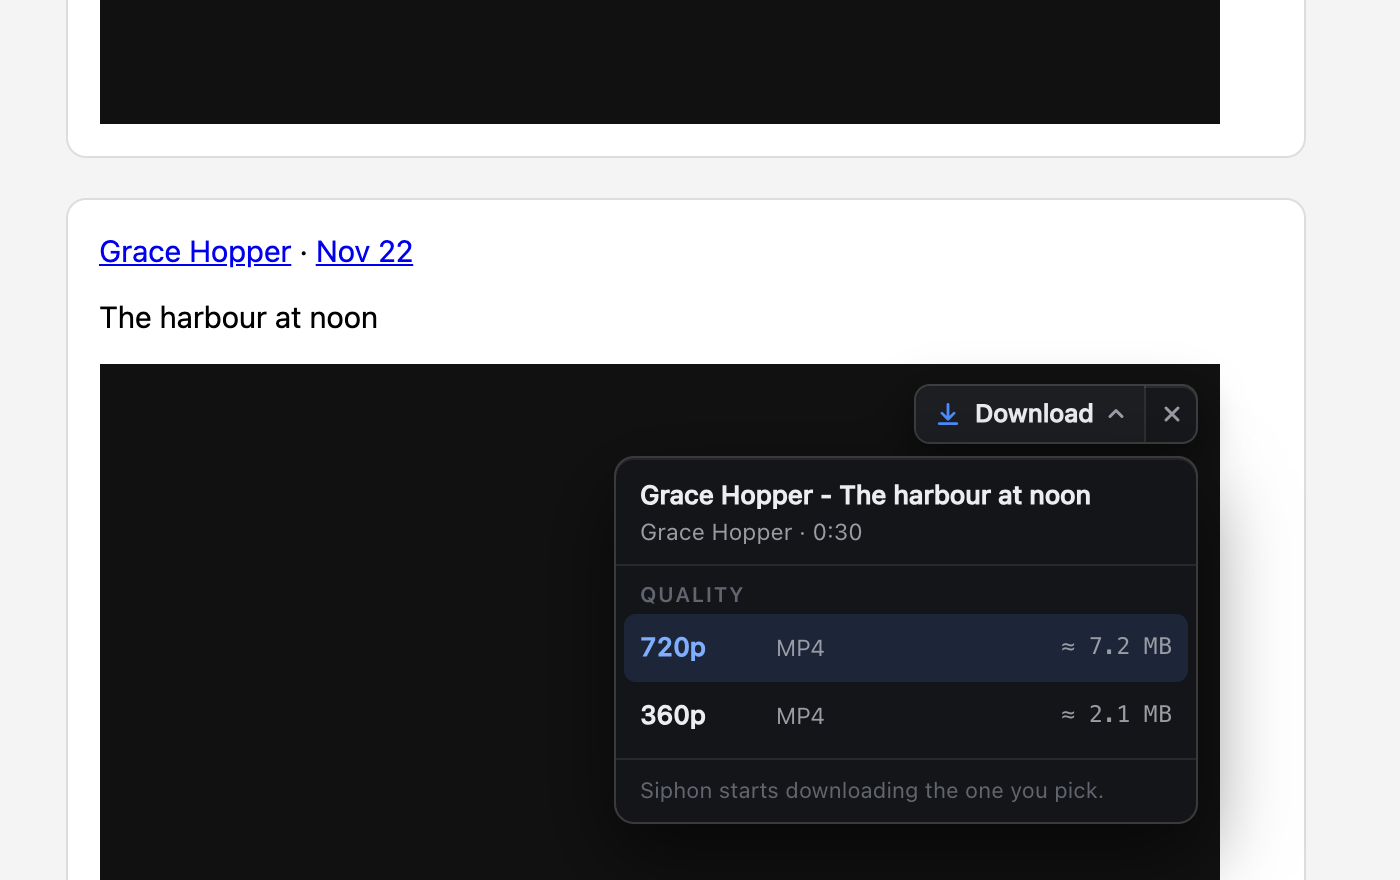 Grace Hopper · Nov 22
The harbour at noon
Download
Grace Hopper - The harbour at noon
Grace Hopper · 0:30
QUALITY
720p MP4 ≈ 7.2 MB
360p MP4 ≈ 2.1 MB
Siphon starts downloading the one you pick.